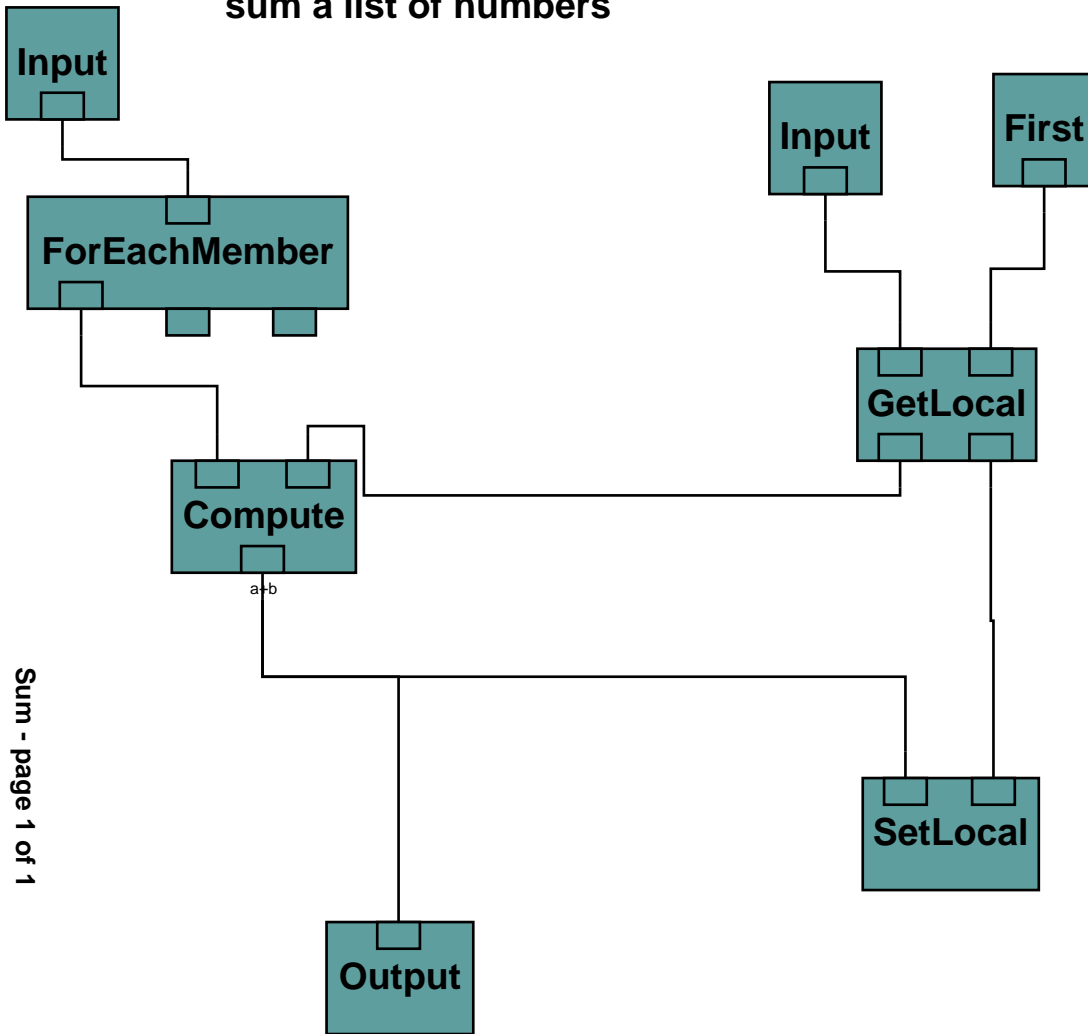 sum a list of numbers
Input
Input
First
ForEachMember
GetLocal
Compute
a+b
Sum - page 1 of 1
SetLocal
Output